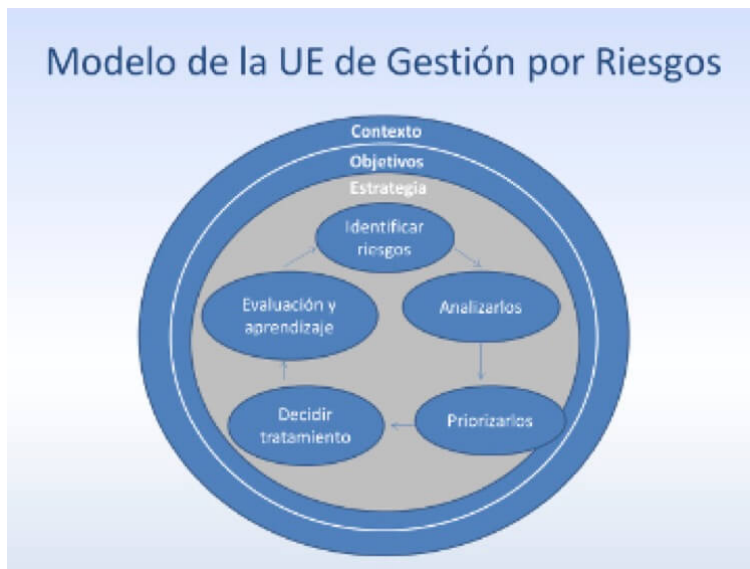 Modelo de la UE de Gestión por Riesgos
Contexto
Objetivos
Estrategia
Identificar
riesgos
Analizarlos
Priorizarlos
Decidir
tratamiento
Evaluación y
aprendizaje